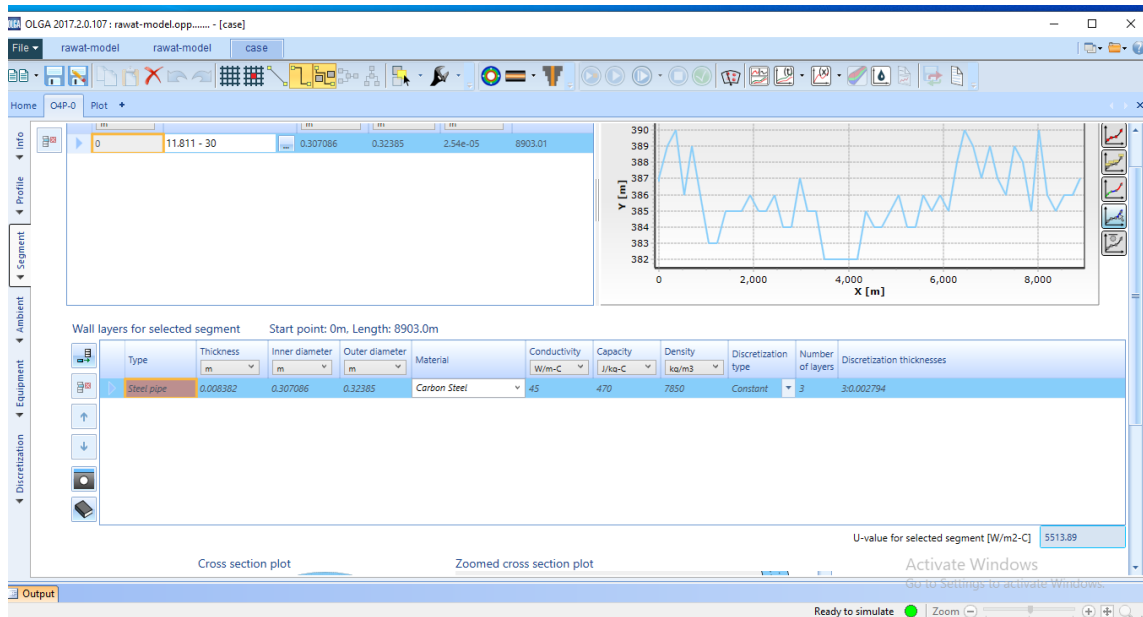 OLGA 2017.2.0.107 : rawat-model.opp....... - [case]
File rawat-model rawat-model case
Home O4P-0 Plot +
Info
Profile
Segment
Ambient
Equipment
Discretization
m m m m
0 11.811 - 30 ... 0.307086 0.32385 2.54e-05 8903.01
390
389
388
387
386
385
384
383
382
Y [m]
0 2,000 4,000 6,000 8,000
X [m]
Wall layers for selected segment Start point: 0m, Length: 8903.0m
Type Thickness Inner diameter Outer diameter Material Conductivity Capacity Density Discretization type Number of layers Discretization thicknesses
m m m W/m-C J/kg-C kg/m3
Steel pipe 0.008382 0.307086 0.32385 Carbon Steel 45 470 7850 Constant 3 3:0.002794
U-value for selected segment [W/m2-C] 5513.89
Cross section plot Zoomed cross section plot
Activate Windows
Go to Settings to activate Windows.
Output
Ready to simulate Zoom